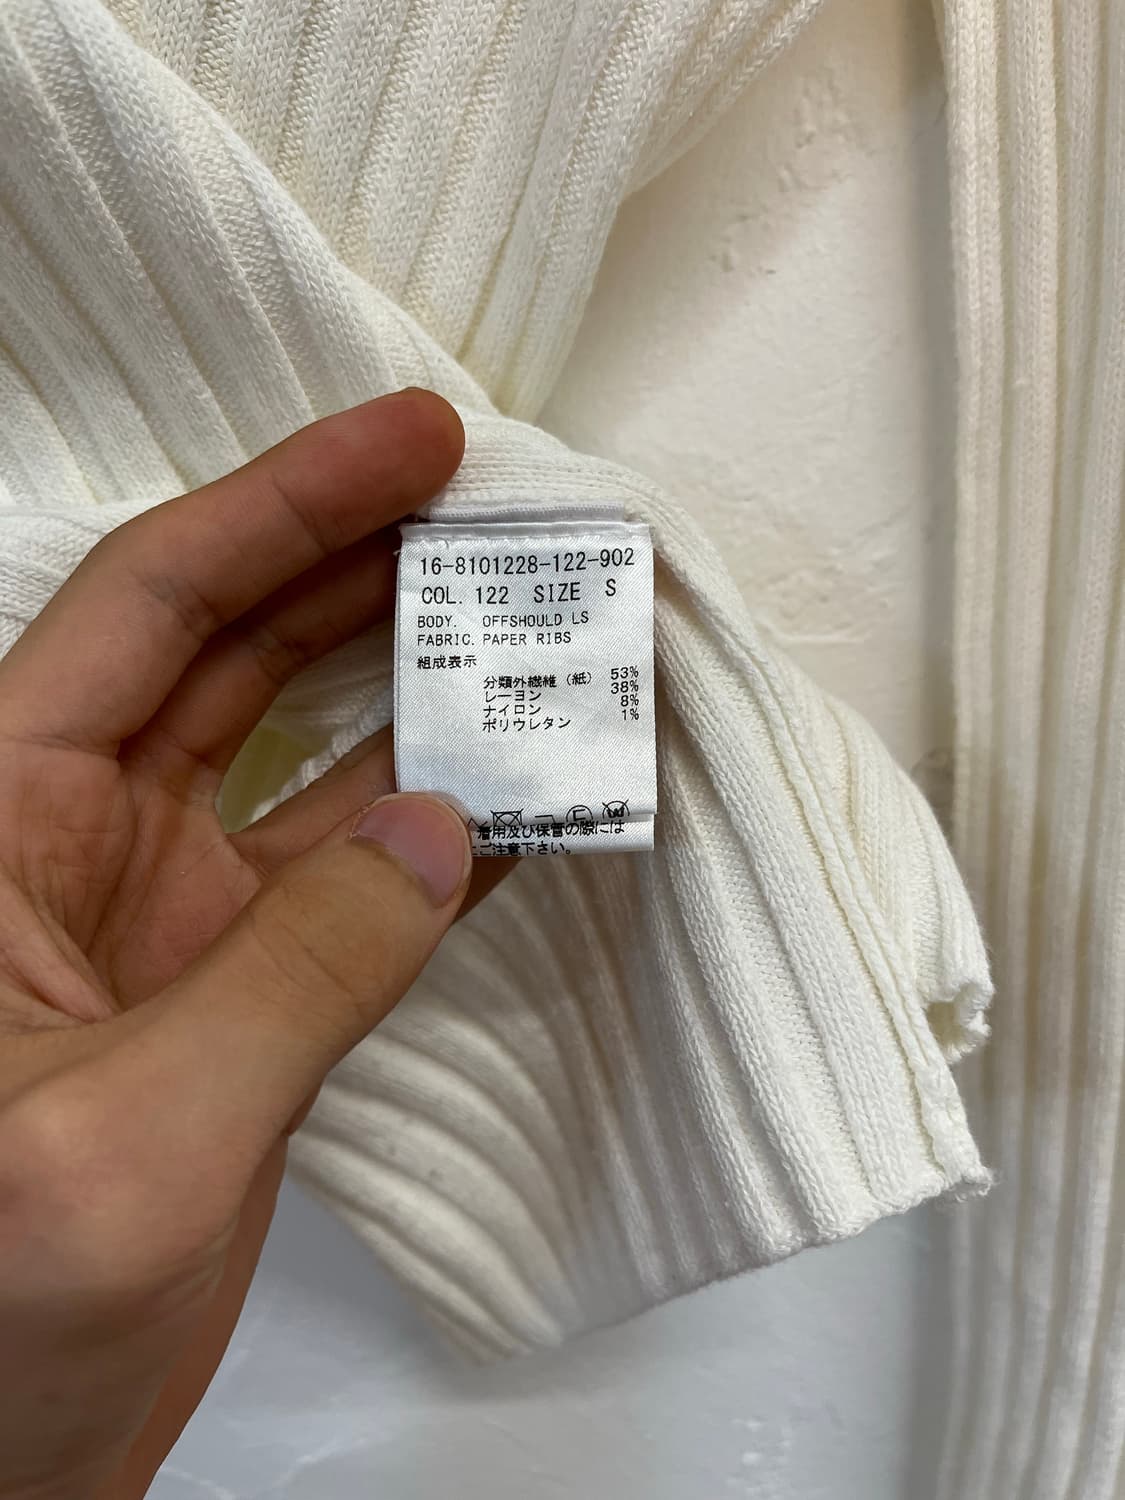 16-8101228-122-902
COL. 122 SIZE S
BODY. OFFSHOULD LS
FABRIC. PAPER RIBS
組成表示
分類外繊維（紙） 53%
レーヨン 38%
ナイロン 8%
ポリウレタン 1%
着用及び保管の際には
ご注意下さい。